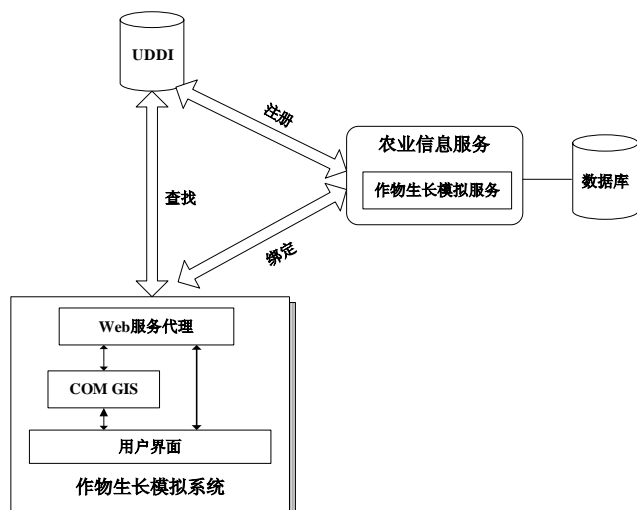 UDDI
注册
农业信息服务
作物生长模拟服务
数据库
查找
绑定
Web服务代理
COM GIS
用户界面
作物生长模拟系统